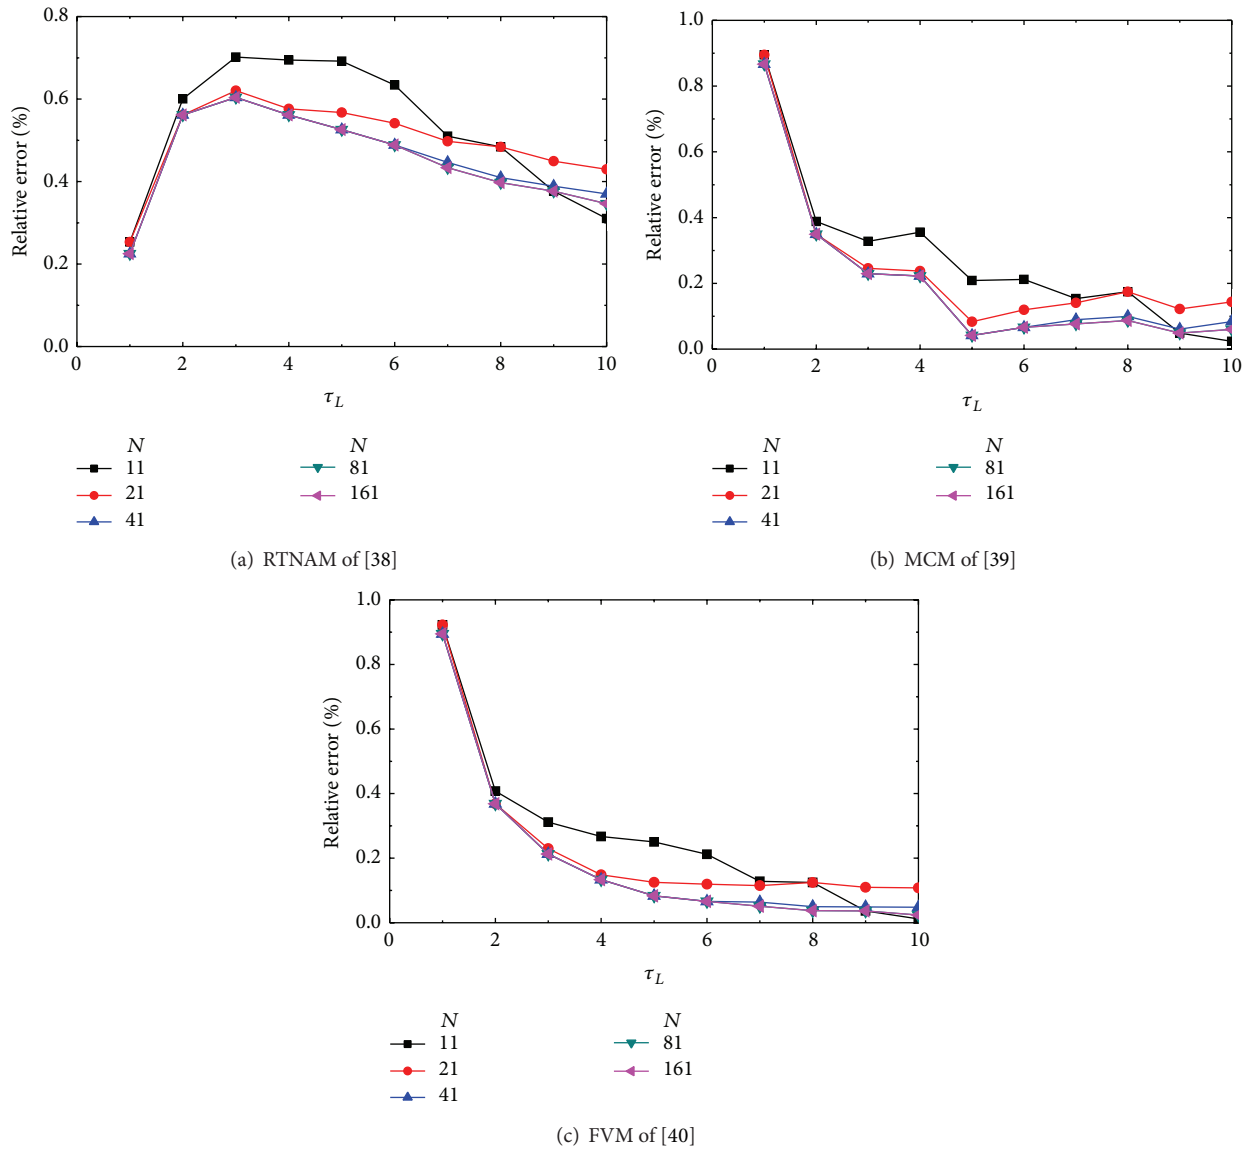 0.8
0.6
0.4
0.2
0.0
Relative error (%)
0 2 4 6 8 10
τL
N N
11 81
21 161
41
(a) RTNAM of [38]
1.0
0.8
0.6
0.4
0.2
0.0
Relative error (%)
0 2 4 6 8 10
τL
N N
11 81
21 161
41
(b) MCM of [39]
1.0
0.8
0.6
0.4
0.2
0.0
Relative error (%)
0 2 4 6 8 10
τL
N N
11 81
21 161
41
(c) FVM of [40]